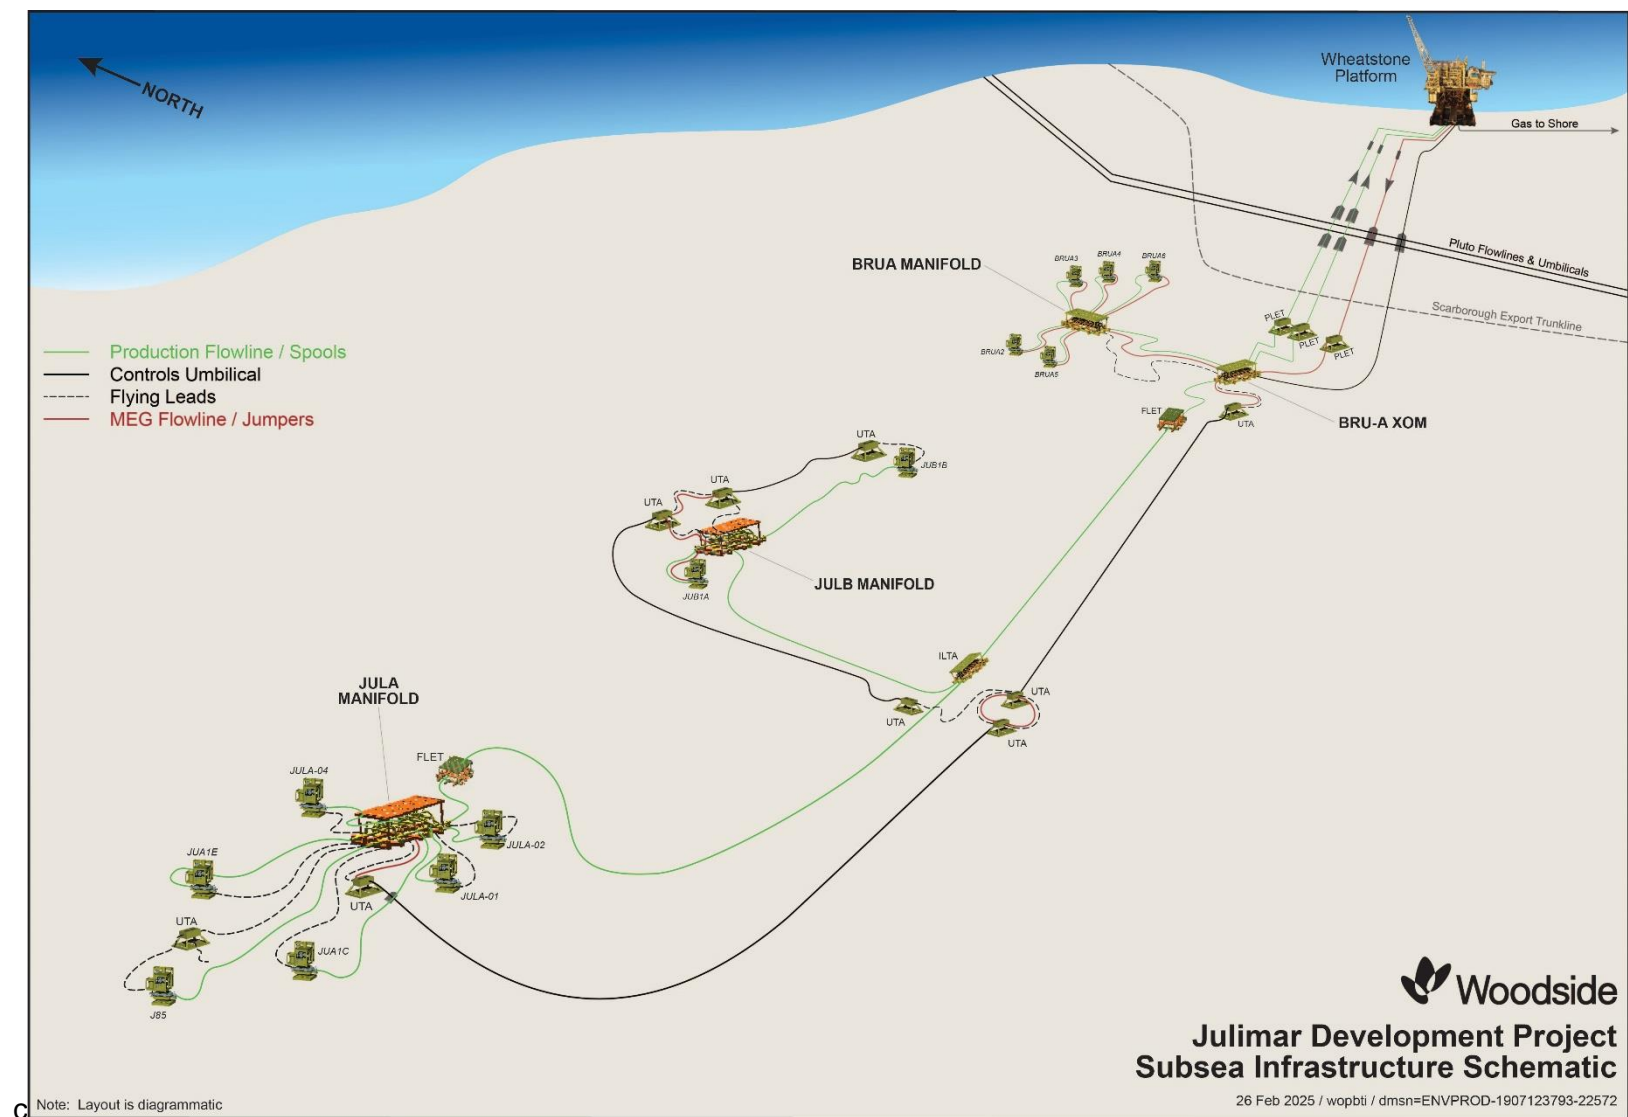 NORTH
Wheatstone
Platform
Gas to Shore
BRUA MANIFOLD
BRUA3
BRUA4
BRUA6
Pluto Flowlines & Umbilicals
Scarborough Export Trunkline
PLET
PLET
PLET
BRUA2
BRUA5
Production Flowline / Spools
Controls Umbilical
Flying Leads
MEG Flowline / Jumpers
FLET
UTA
BRU-A XOM
UTA
JUB1B
UTA
UTA
JUB1A
JULB MANIFOLD
ILTA
UTA
UTA
UTA
JULA
MANIFOLD
FLET
JULA-04
JULA-02
JUA1E
JULA-01
UTA
UTA
JUA1C
J85
Woodside
Julimar Development Project
Subsea Infrastructure Schematic
26 Feb 2025 / wopbti / dmsn=ENVPROD-1907123793-22572
c
Note: Layout is diagrammatic